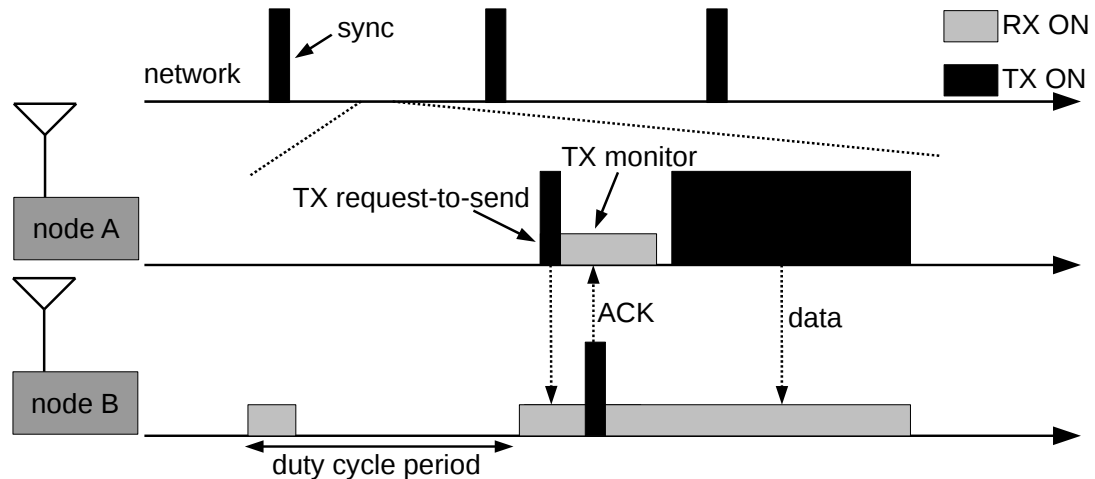 sync
RX ON
network
TX ON
TX monitor
TX request-to-send
node A
ACK
data
node B
duty cycle period